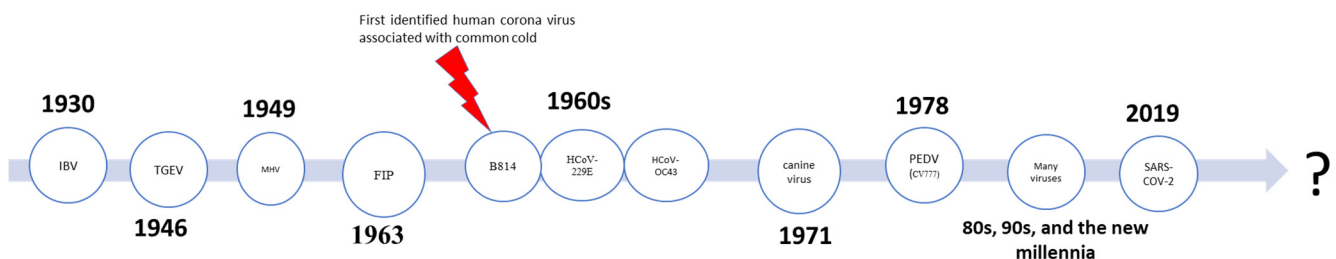 First identified human corona virus
associated with common cold
1930
IBV
TGEV
1946
1949
MHV
FIP
1963
1960s
B814
HCoV-
229E
HCoV-
OC43
canine
virus
1971
1978
PEDV
(CV777)
Many
viruses
80s, 90s, and the new
millennia
2019
SARS-
COV-2
?